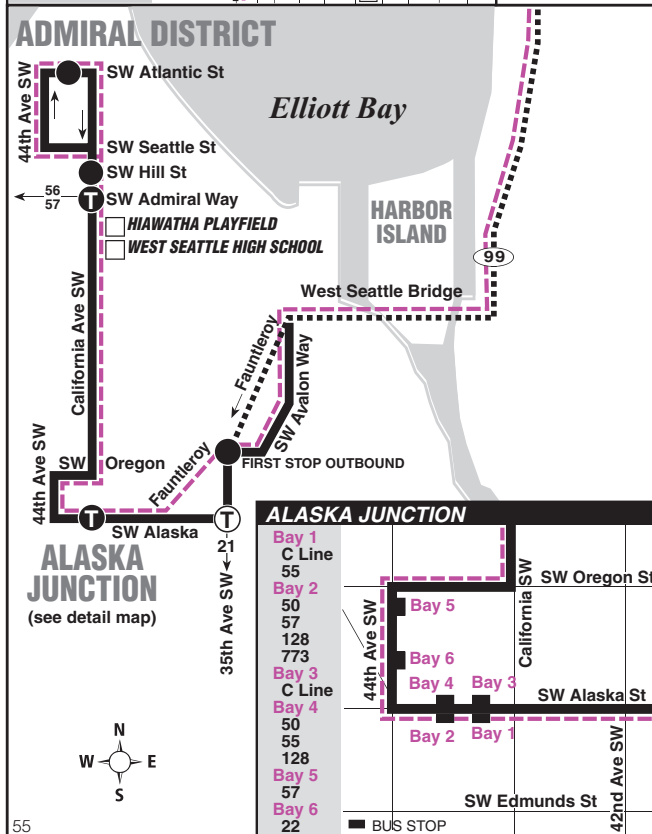 ADMIRAL DISTRICT
44th Ave SW
SW Atlantic St
SW Seattle St
SW Hill St
56
57
T
SW Admiral Way
HIAWATHA PLAYFIELD
WEST SEATTLE HIGH SCHOOL
Elliott Bay
HARBOR
ISLAND
99
West Seattle Bridge
California Ave SW
Fauntleroy
SW Avalon Way
FIRST STOP OUTBOUND
44th Ave SW
SW Oregon
Fauntleroy
T
SW Alaska
T
21
35th Ave SW
ALASKA
JUNCTION
(see detail map)
N
W
E
S
55
ALASKA JUNCTION
Bay 1
C Line
55
Bay 2
50
57
128
773
Bay 3
C Line
Bay 4
50
55
128
Bay 5
57
Bay 6
22
44th Ave SW
California SW
SW Oregon St
Bay 5
Bay 6
Bay 4
Bay 3
SW Alaska St
Bay 2
Bay 1
42nd Ave SW
SW Edmunds St
BUS STOP